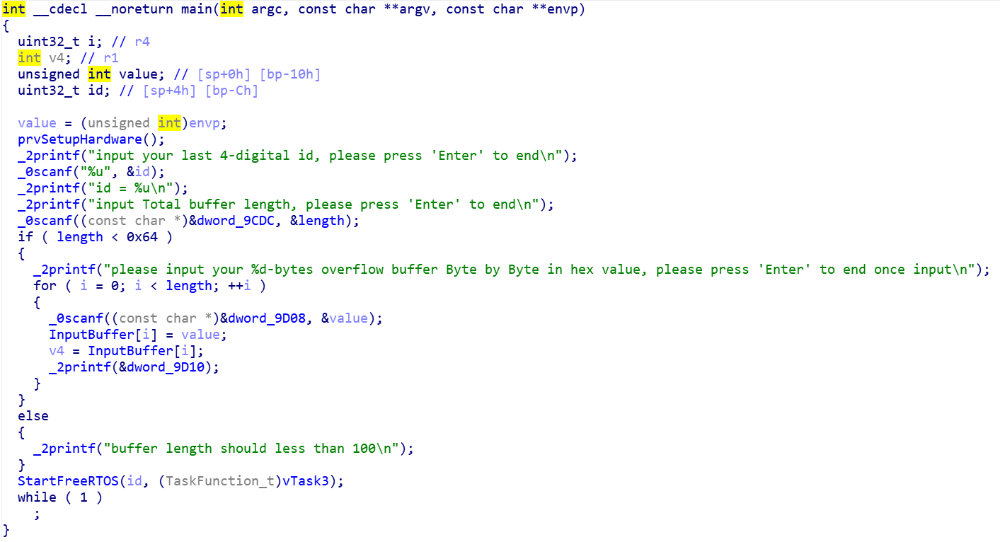 int __cdecl __noreturn main(int argc, const char **argv, const char **envp)
{
  uint32_t i; // r4
  int v4; // r1
  unsigned int value; // [sp+0h] [bp-10h]
  uint32_t id; // [sp+4h] [bp-Ch]

  value = (unsigned int)envp;
  prvSetupHardware();
  _2printf("input your last 4-digital id, please press 'Enter' to end\n");
  _0scanf("%u", &id);
  _2printf("id = %u\n");
  _2printf("input Total buffer length, please press 'Enter' to end\n");
  _0scanf((const char *)&dword_9CDC, &length);
  if ( length < 0x64 )
  {
    _2printf("please input your %d-bytes overflow buffer Byte by Byte in hex value, please press 'Enter' to end once input\n");
    for ( i = 0; i < length; ++i )
    {
      _0scanf((const char *)&dword_9D08, &value);
      InputBuffer[i] = value;
      v4 = InputBuffer[i];
      _2printf(&dword_9D10);
    }
  }
  else
  {
    _2printf("buffer length should less than 100\n");
  }
  StartFreeRTOS(id, (TaskFunction_t)vTask3);
  while ( 1 )
    ;
}